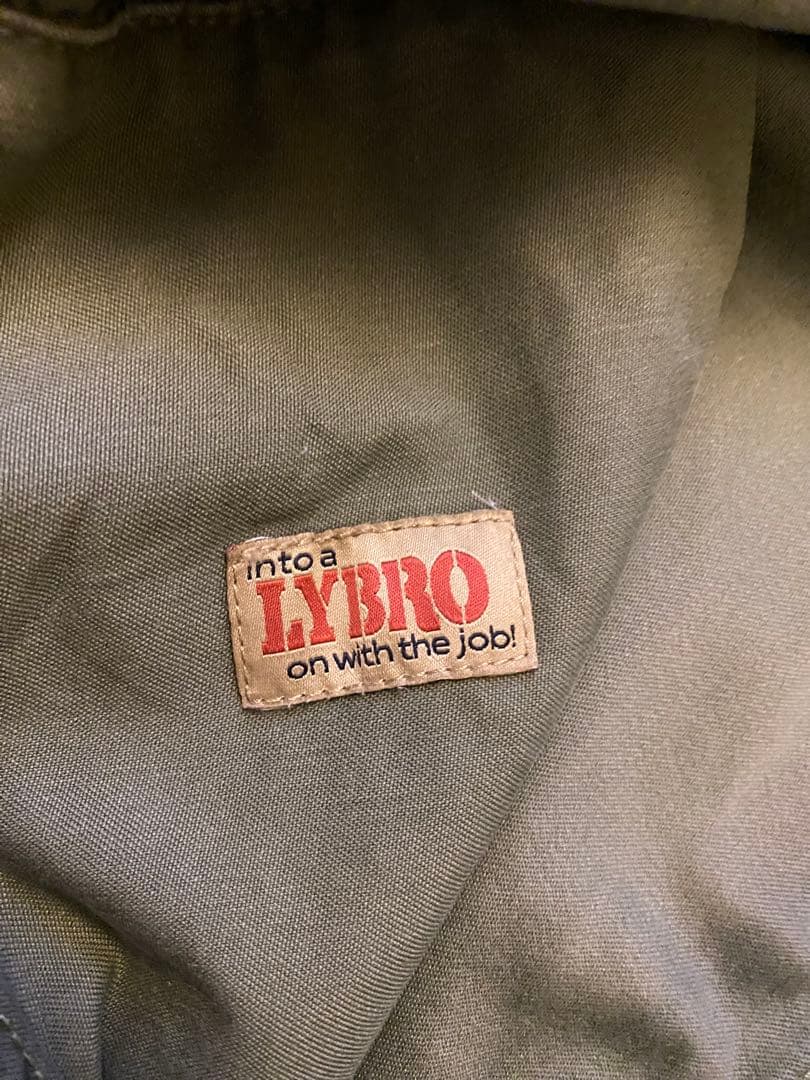 into a
LYBRO
on with the job!